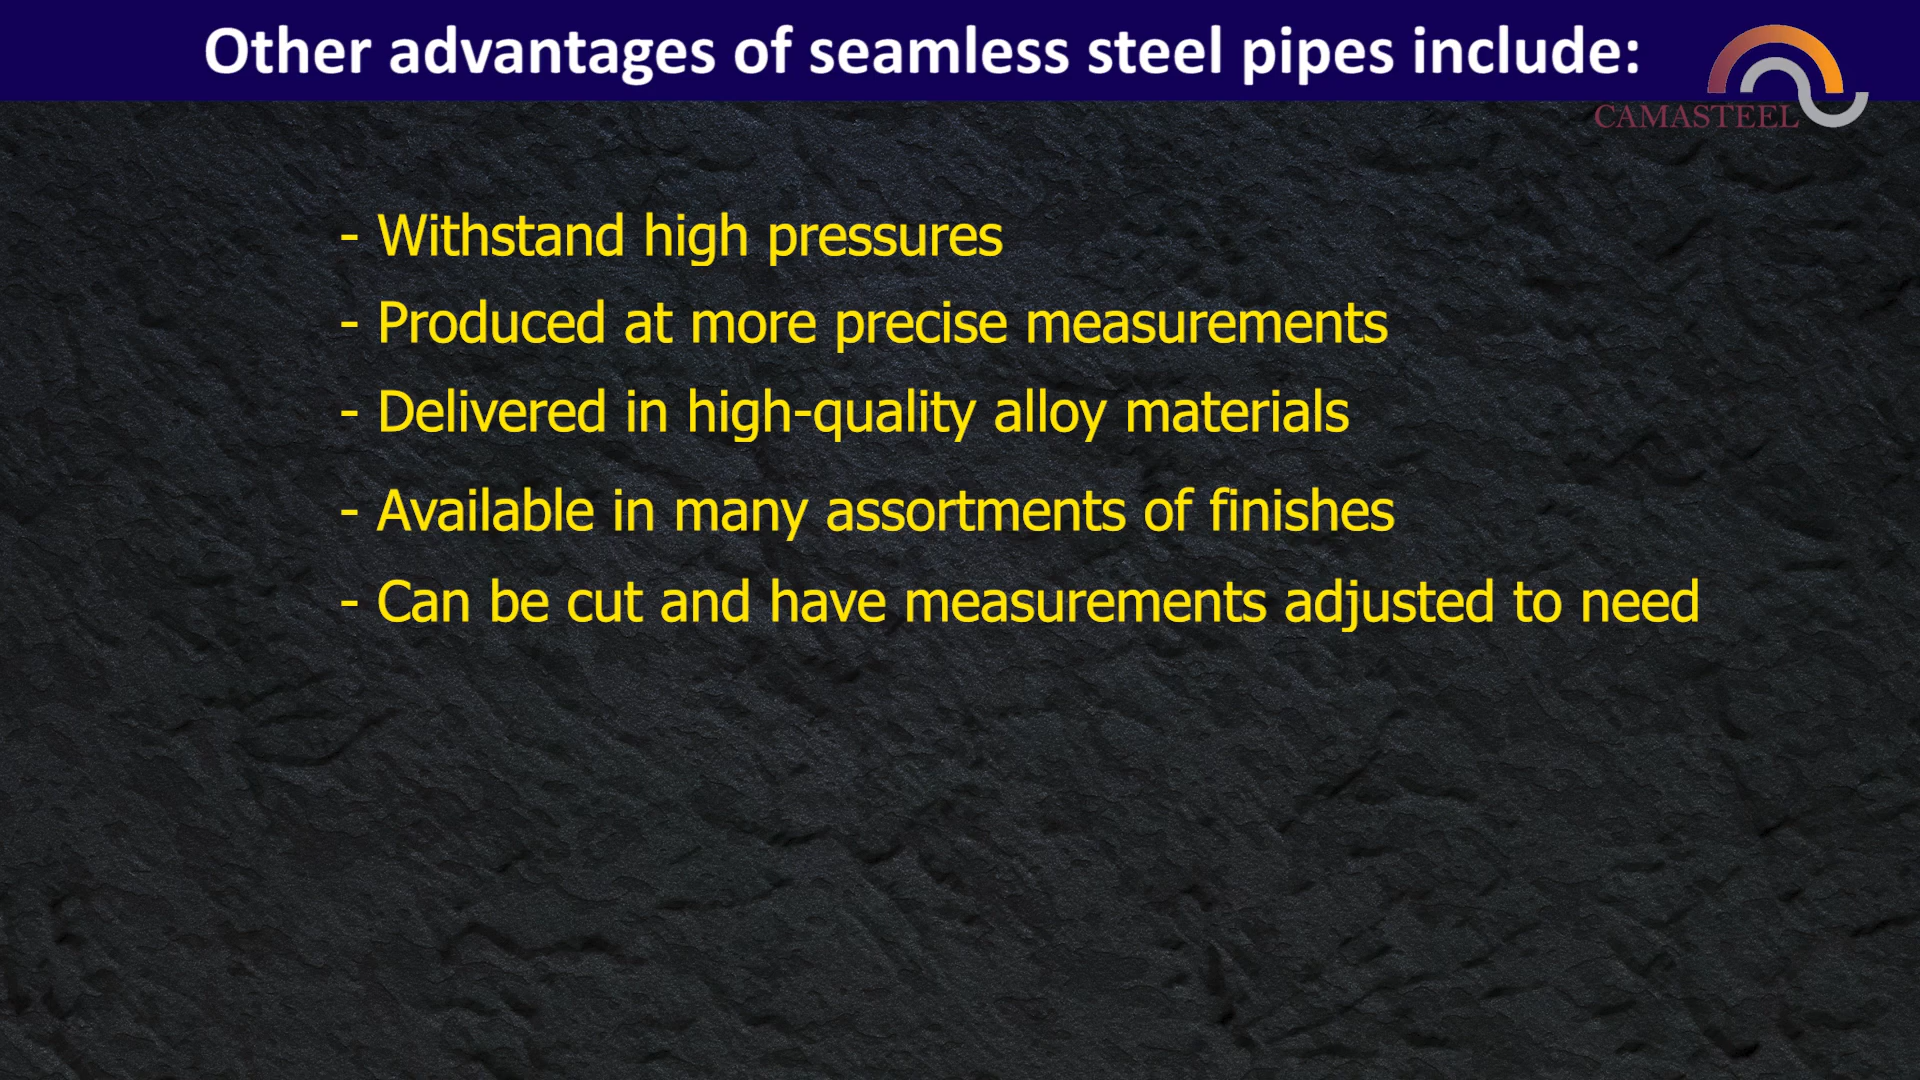 Other advantages of seamless steel pipes include:
CAMASTEEL
- Withstand high pressures
- Produced at more precise measurements
- Delivered in high-quality alloy materials
- Available in many assortments of finishes
- Can be cut and have measurements adjusted to need